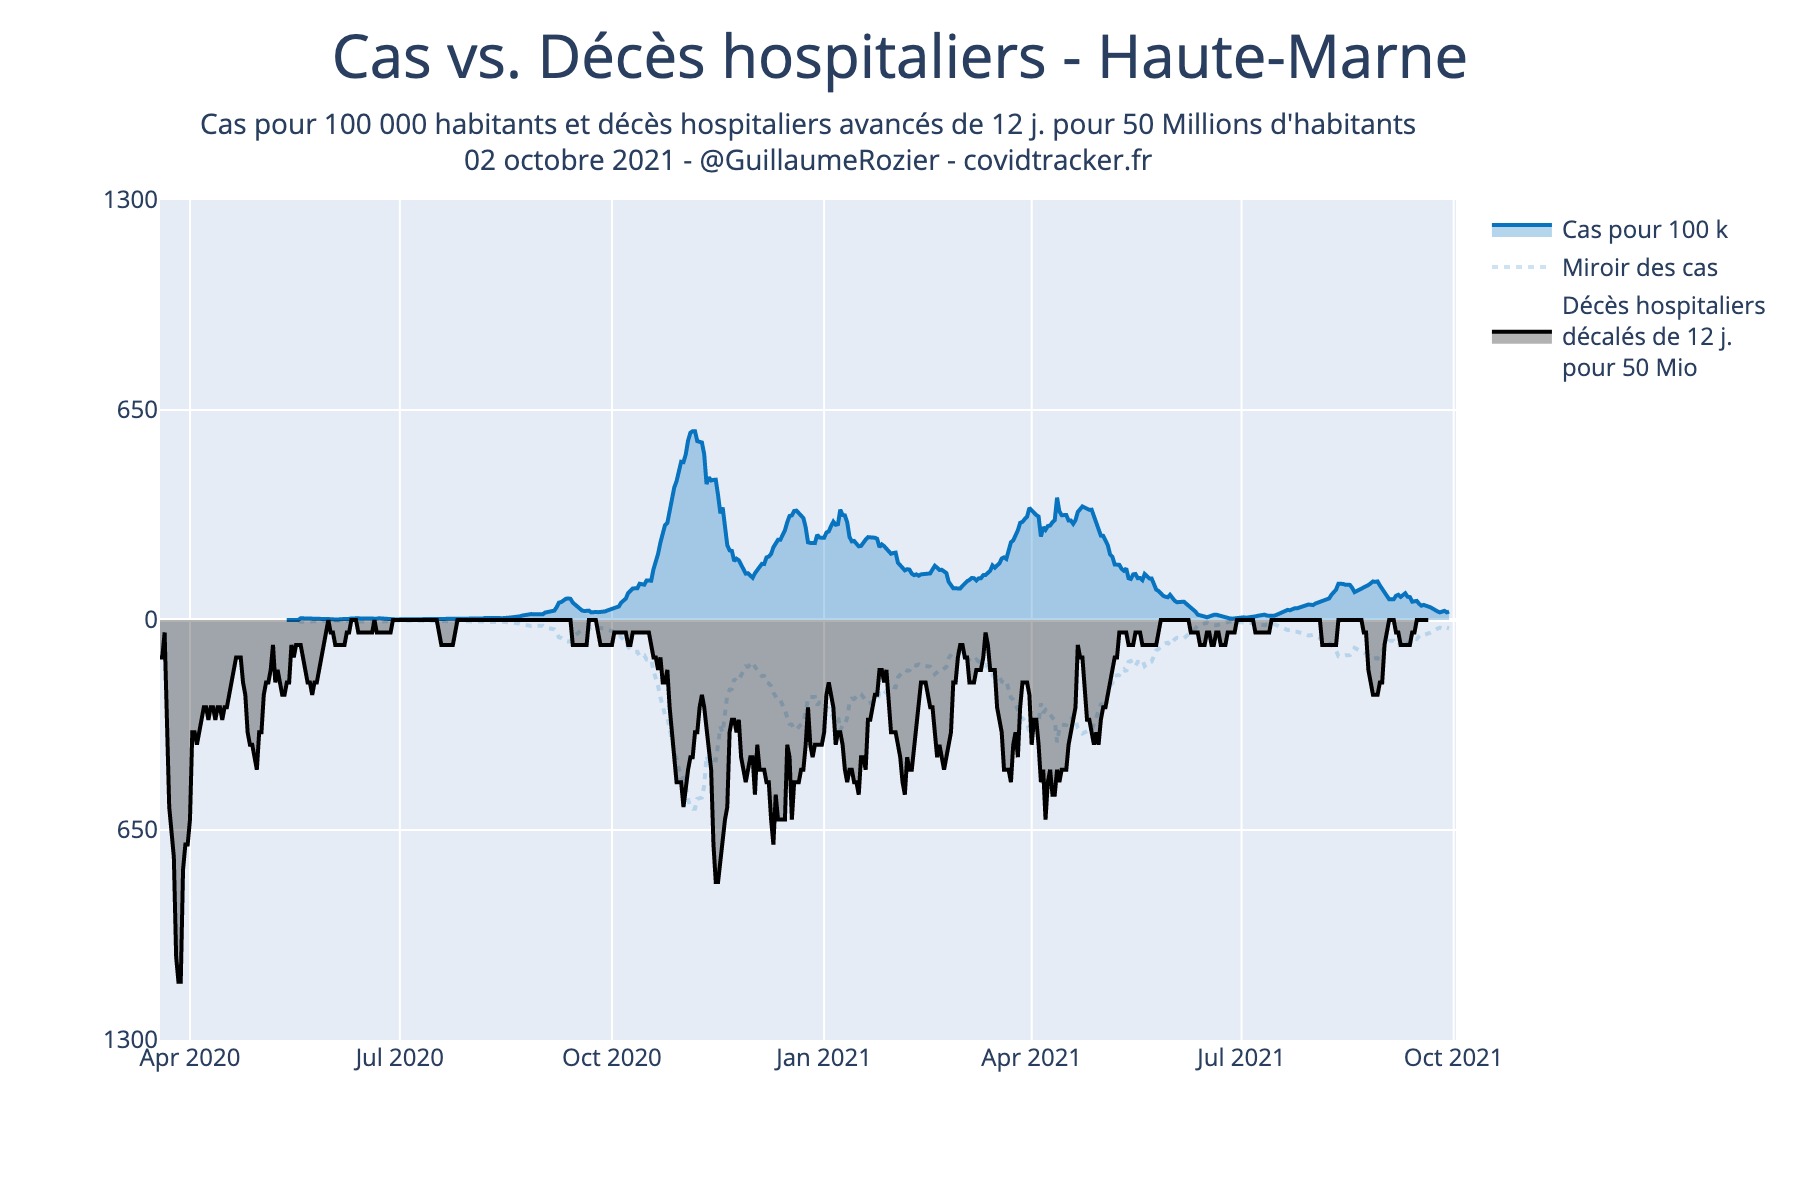 Cas vs. Décès hospitaliers - Haute-Marne
Cas pour 100 000 habitants et décès hospitaliers avancés de 12 j. pour 50 Millions d'habitants
02 octobre 2021 - @GuillaumeRozier - covidtracker.fr
1300
650
0
650
1300
Apr 2020
Jul 2020
Oct 2020
Jan 2021
Apr 2021
Jul 2021
Oct 2021
Cas pour 100 k
Miroir des cas
Décès hospitaliers
décalés de 12 j.
pour 50 Mio